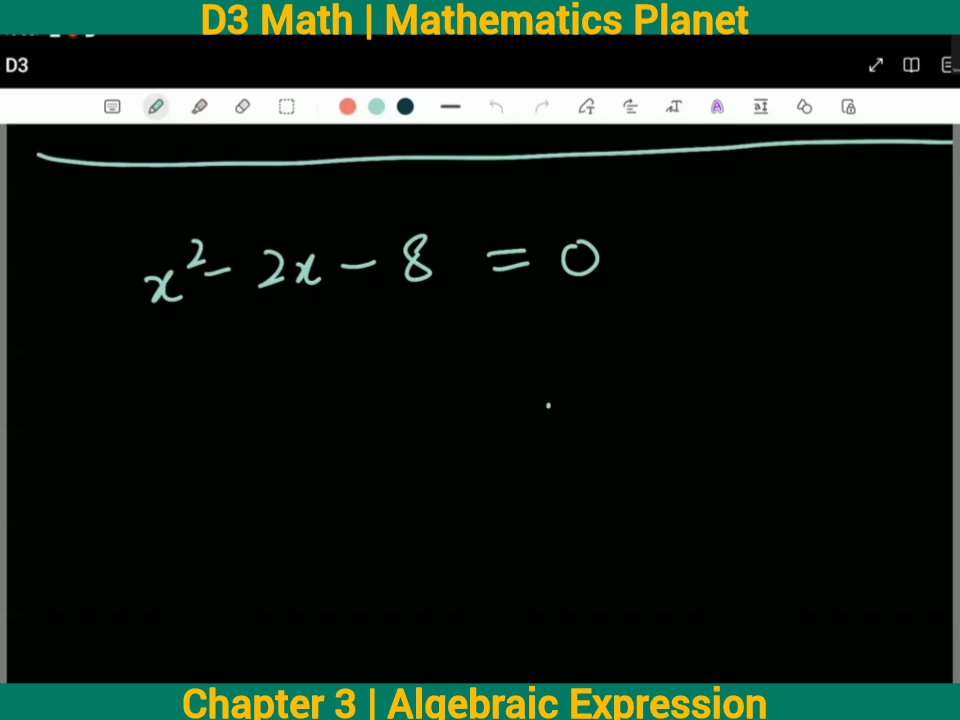 D3 Math | Mathematics Planet
D3
x² - 2x - 8 = 0
Chapter 3 | Algebraic Expression